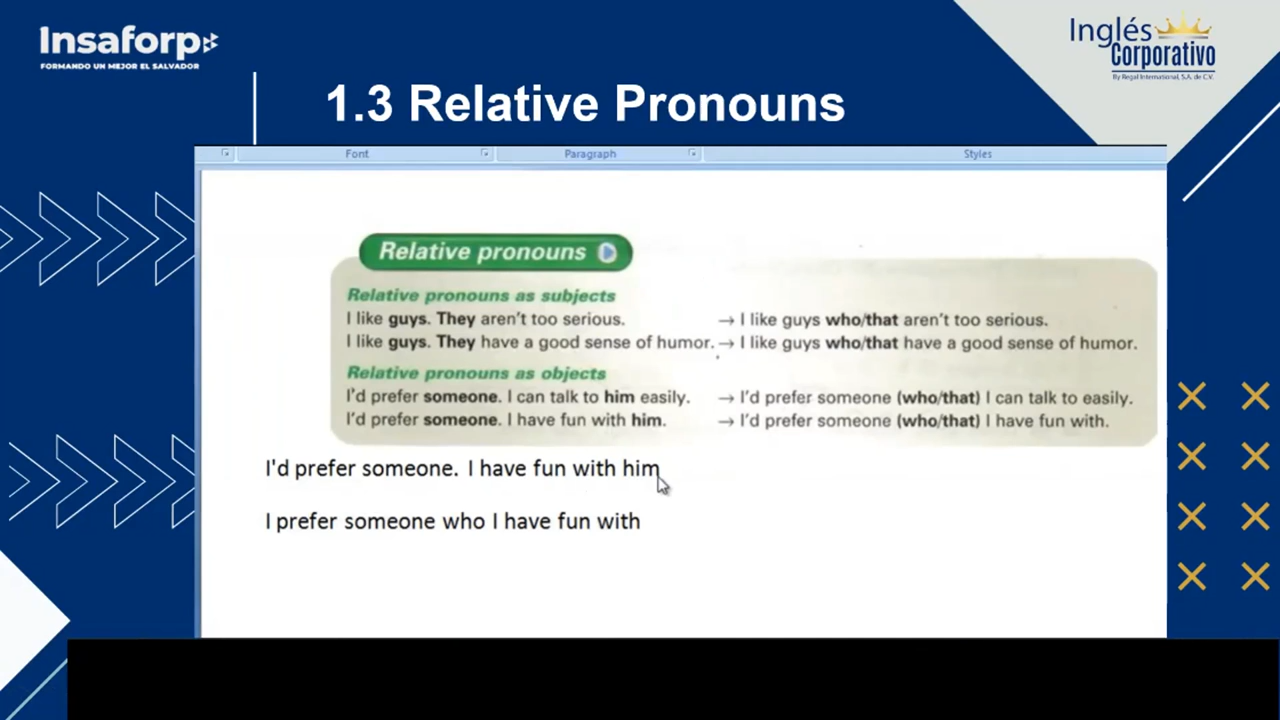 Insaforp
FORMANDO UN MEJOR EL SALVADOR
Inglés
Corporativo
By Regal International, S.A. de C.V.
1.3 Relative Pronouns
Font
Paragraph
Styles
Relative pronouns
Relative pronouns as subjects
I like guys. They aren't too serious. → I like guys who/that aren't too serious.
I like guys. They have a good sense of humor. → I like guys who/that have a good sense of humor.
Relative pronouns as objects
I'd prefer someone. I can talk to him easily. → I'd prefer someone (who/that) I can talk to easily.
I'd prefer someone. I have fun with him. → I'd prefer someone (who/that) I have fun with.
I'd prefer someone. I have fun with him
I prefer someone who I have fun with